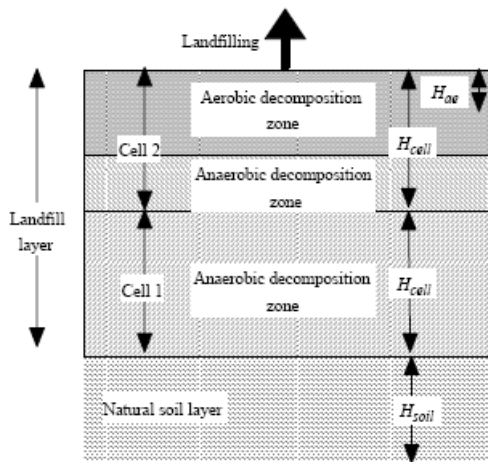 Landfilling
Aerobic decomposition
zone
H_ae
Cell 2
H_cell
Anaerobic decomposition
zone
Landfill
layer
Cell 1
Anaerobic decomposition
zone
H_cell
Natural soil layer
H_soil